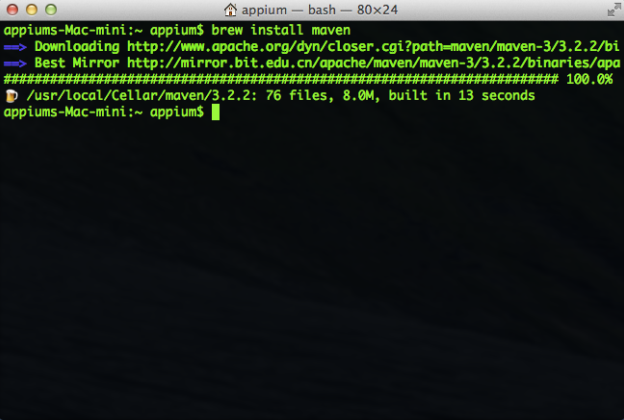 appium — bash — 80×24
appiums-Mac-mini:~ appium$ brew install maven
==> Downloading http://www.apache.org/dyn/closer.cgi?path=maven/maven-3/3.2.2/bi
==> Best Mirror http://mirror.bit.edu.cn/apache/maven/maven-3/3.2.2/binaries/apa
######################################################################## 100.0%
🍺 /usr/local/Cellar/maven/3.2.2: 76 files, 8.0M, built in 13 seconds
appiums-Mac-mini:~ appium$